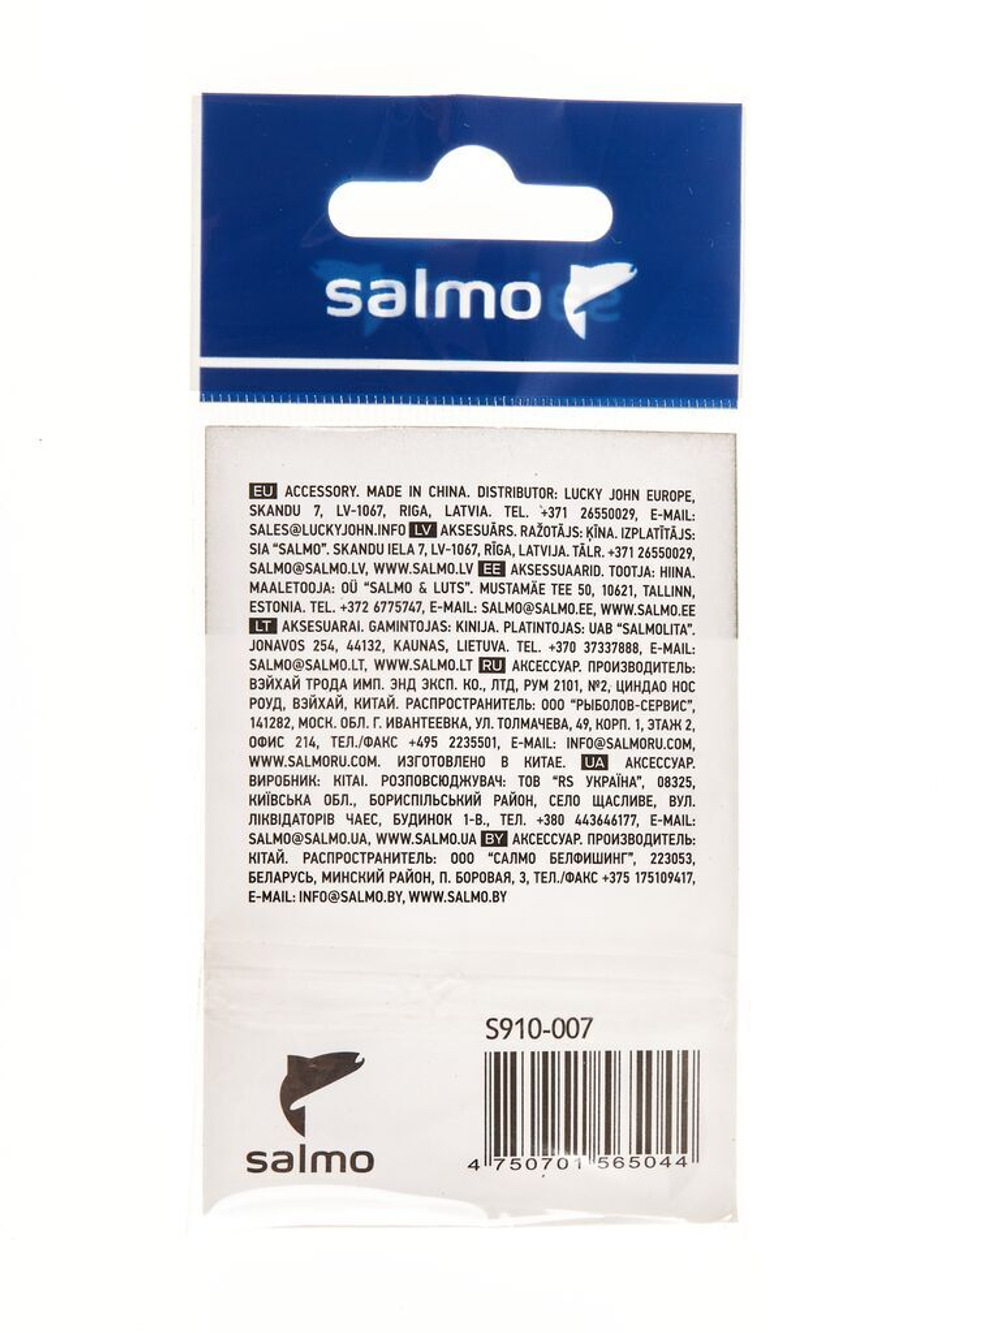 salmo
EU ACCESSORY. MADE IN CHINA. DISTRIBUTOR: LUCKY JOHN EUROPE,
SKANDU 7, LV-1067, RIGA, LATVIA. TEL. +371 26550029, E-MAIL:
SALES@LUCKYJOHN.INFO LV AKSESUĀRS. RAŽOTĀJS: ĶĪNA. IZPLATĪTĀJS:
SIA "SALMO". SKANDU IELA 7, LV-1067, RĪGA, LATVIJA. TĀLR. +371 26550029,
SALMO@SALMO.LV, WWW.SALMO.LV EE AKSESSUAARID. TOOTJA: HIINA.
MAALETOOJA: OÜ "SALMO & LUTS". MUSTAMÄE TEE 50, 10621, TALLINN,
ESTONIA. TEL. +372 6775747, E-MAIL: SALMO@SALMO.EE, WWW.SALMO.EE
LT AKSESUARAI. GAMINTOJAS: KINIJA. PLATINTOJAS: UAB "SALMOLITA".
JONAVOS 254, 44132, KAUNAS, LIETUVA. TEL. +370 37337888, E-MAIL:
SALMO@SALMO.LT, WWW.SALMO.LT RU АКСЕССУАР. ПРОИЗВОДИТЕЛЬ:
ВЭЙХАЙ ТРОДА ИМП. ЭНД ЭКСП. КО., ЛТД, РУМ 2101, №2, ЦИНДАО НОС
РОУД, ВЭЙХАЙ, КИТАЙ. РАСПРОСТРАНИТЕЛЬ: ООО "РЫБОЛОВ-СЕРВИС",
141282, МОСК. ОБЛ. Г. ИВАНТЕЕВКА, УЛ. ТОЛМАЧЕВА, 49, КОРП. 1, ЭТАЖ 2,
ОФИС 214, ТЕЛ./ФАКС +495 2235501, E-MAIL: INFO@SALMORU.COM,
WWW.SALMORU.COM. ИЗГОТОВЛЕНО В КИТАЕ. UA АКСЕССУАР.
ВИРОБНИК: КІТАІ. РОЗПОВСЮДЖУВАЧ: ТОВ "RS УКРАЇНА", 08325,
КИЇВСЬКА ОБЛ., БОРИСПІЛЬСЬКИЙ РАЙОН, СЕЛО ЩАСЛИВЕ, ВУЛ.
ЛІКВІДАТОРІВ ЧАЕС, БУДИНОК 1-В., ТЕЛ. +380 443646177, E-MAIL:
SALMO@SALMO.UA, WWW.SALMO.UA BY АКСЕССУАР. ПРОИЗВОДИТЕЛЬ:
КІТАЙ. РАСПРОСТРАНИТЕЛЬ: ООО "САЛМО БЕЛФИШИНГ", 223053,
БЕЛАРУСЬ, МИНСКИЙ РАЙОН, П. БОРОВАЯ, 3, ТЕЛ./ФАКС +375 175109417,
E-MAIL: INFO@SALMO.BY, WWW.SALMO.BY
S910-007
4 750701 565044
salmo